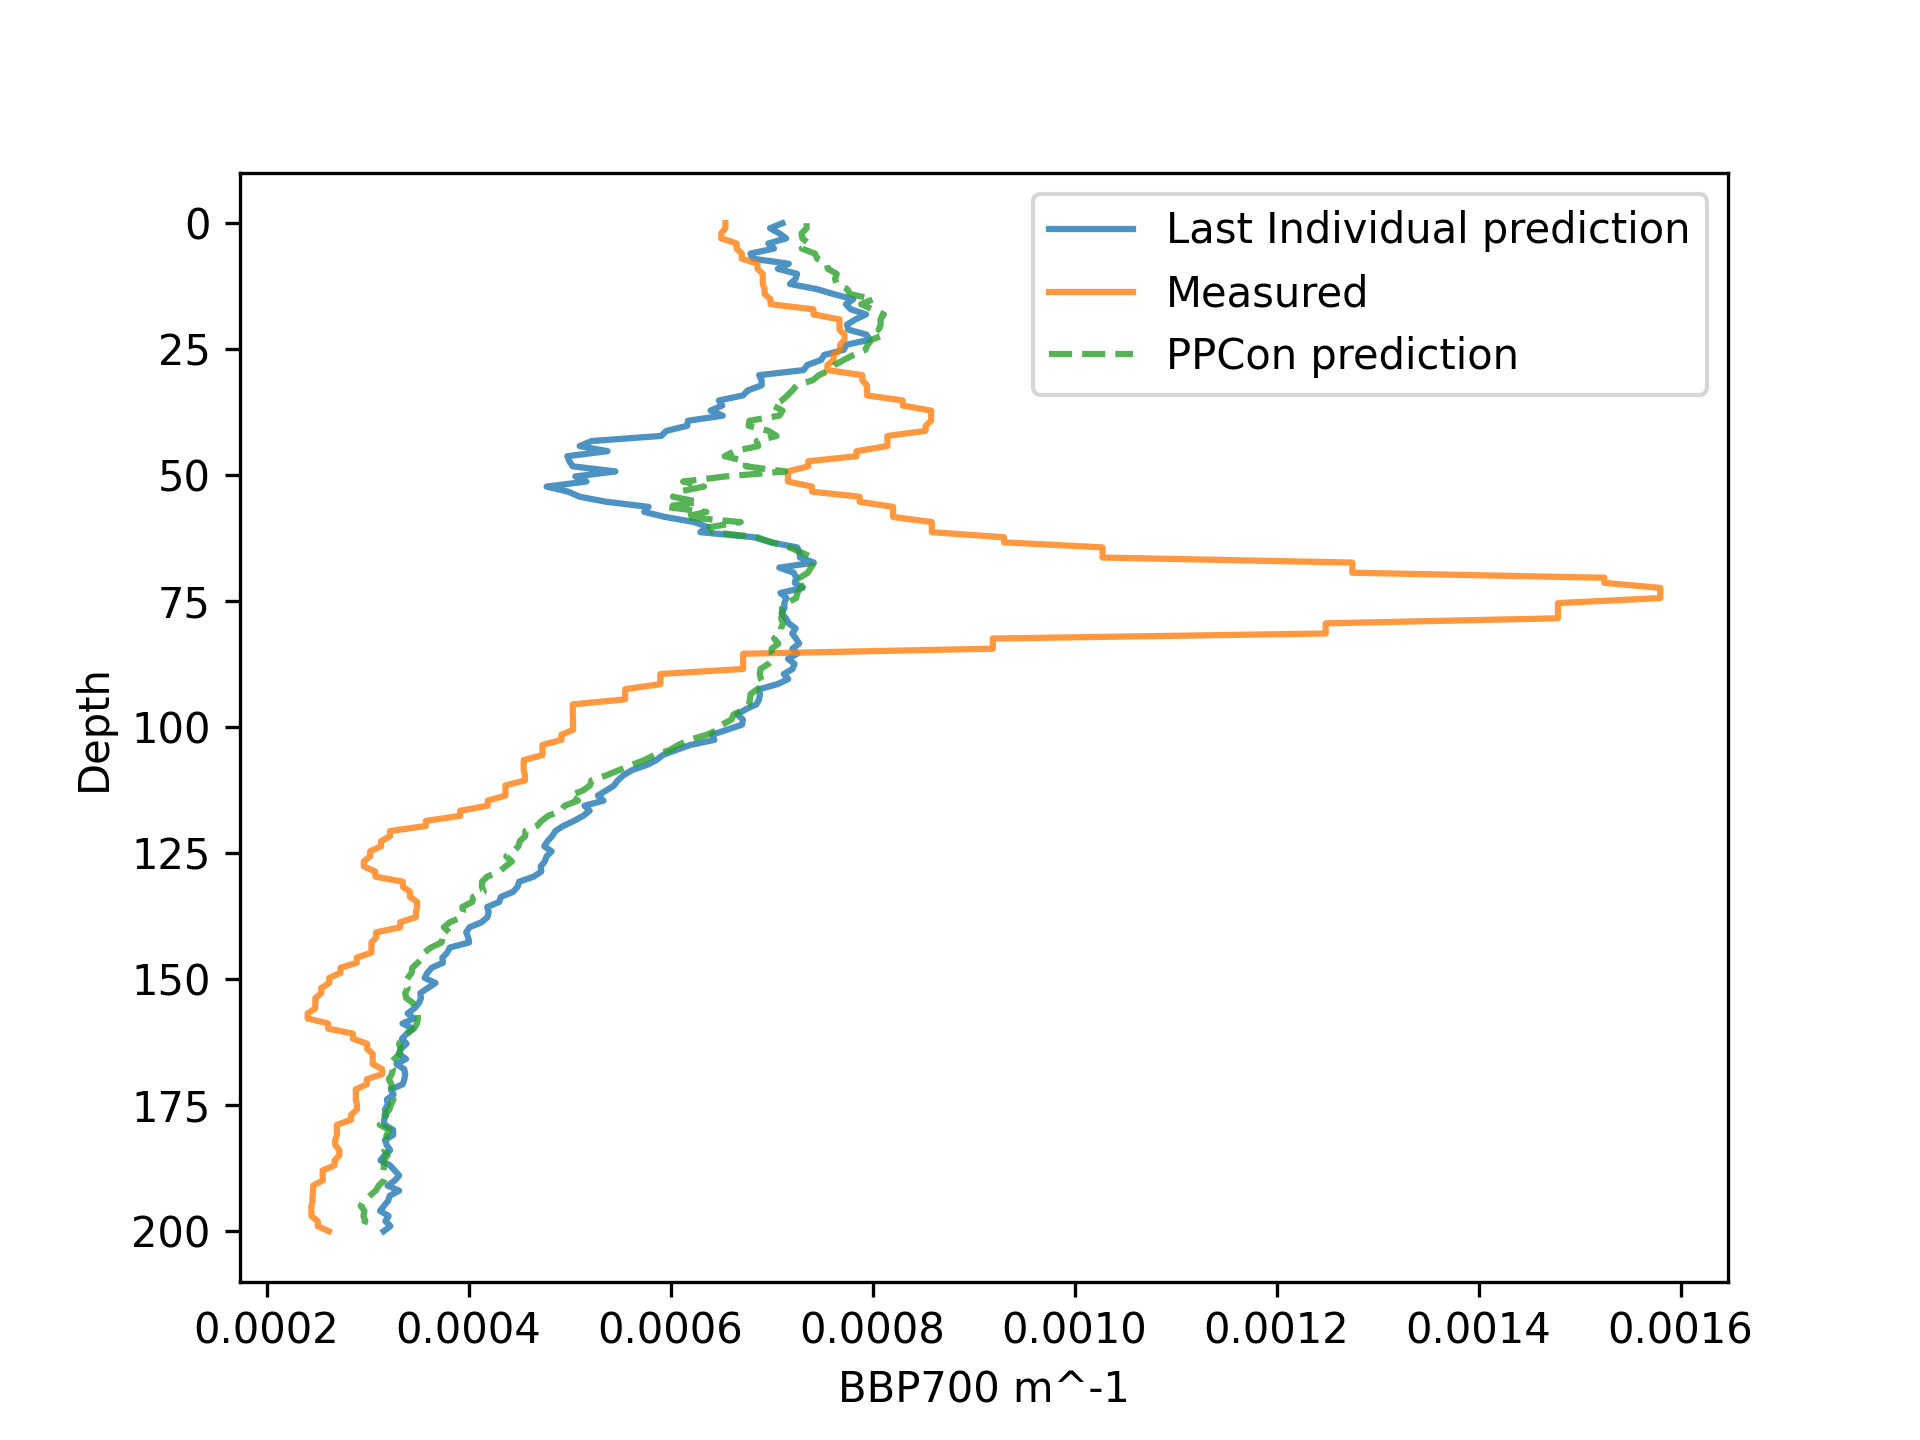 Last Individual prediction
Measured
PPCon prediction
0
25
50
75
100
125
150
175
200
Depth
0.0002 0.0004 0.0006 0.0008 0.0010 0.0012 0.0014 0.0016
BBP700 m^-1